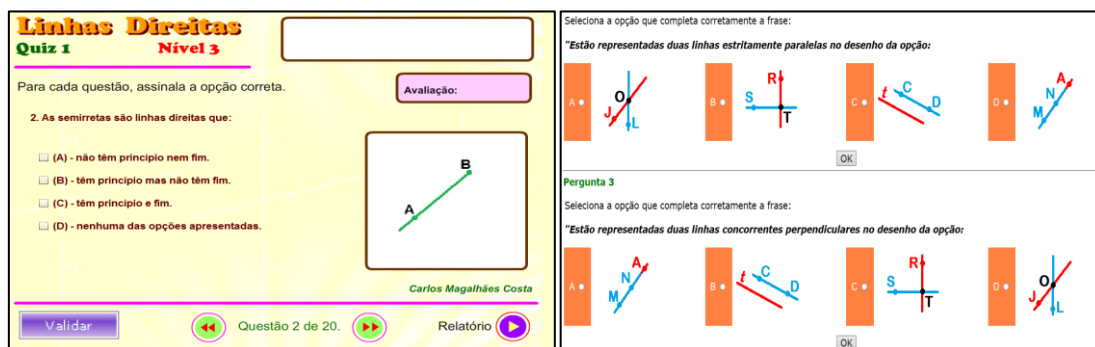 Linhas Direitas
Quiz 1 Nível 3
Para cada questão, assinala a opção correta.
Avaliação:
2. As semirretas são linhas direitas que:
(A) - não têm princípio nem fim.
(B) - têm princípio mas não têm fim.
(C) - têm princípio e fim.
(D) - nenhuma das opções apresentadas.
B
A
Carlos Magalhães Costa
Validar Questão 2 de 20. Relatório
Seleciona a opção que completa corretamente a frase:
"Estão representadas duas linhas estritamente paralelas no desenho da opção:
A O J L
B R S T
C t C D
D A N M
OK
Pergunta 3
Seleciona a opção que completa corretamente a frase:
"Estão representadas duas linhas concorrentes perpendiculares no desenho da opção:
A A N M
B t C D
C R S T
D O J L
OK